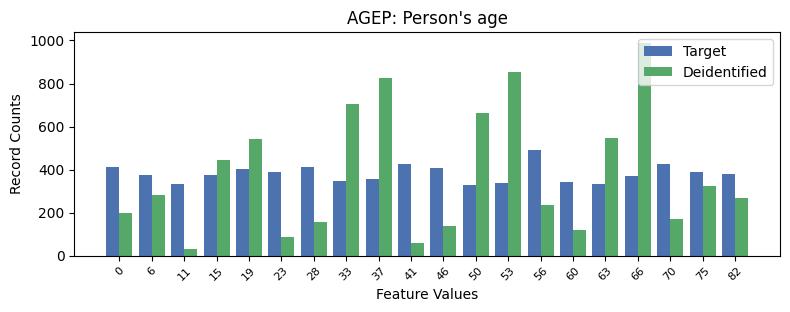 AGEP: Person's age
1000
800
600
400
200
0
Record Counts
Target
Deidentified
0 6 11 15 19 23 28 33 37 41 46 50 53 56 60 63 66 70 75 82
Feature Values